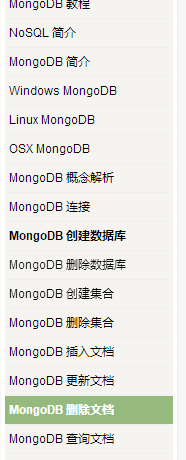 MongoDB 教程
NoSQL 简介
MongoDB 简介
Windows MongoDB
Linux MongoDB
OSX MongoDB
MongoDB 概念解析
MongoDB 连接
MongoDB 创建数据库
MongoDB 删除数据库
MongoDB 创建集合
MongoDB 删除集合
MongoDB 插入文档
MongoDB 更新文档
MongoDB 删除文档
MongoDB 查询文档